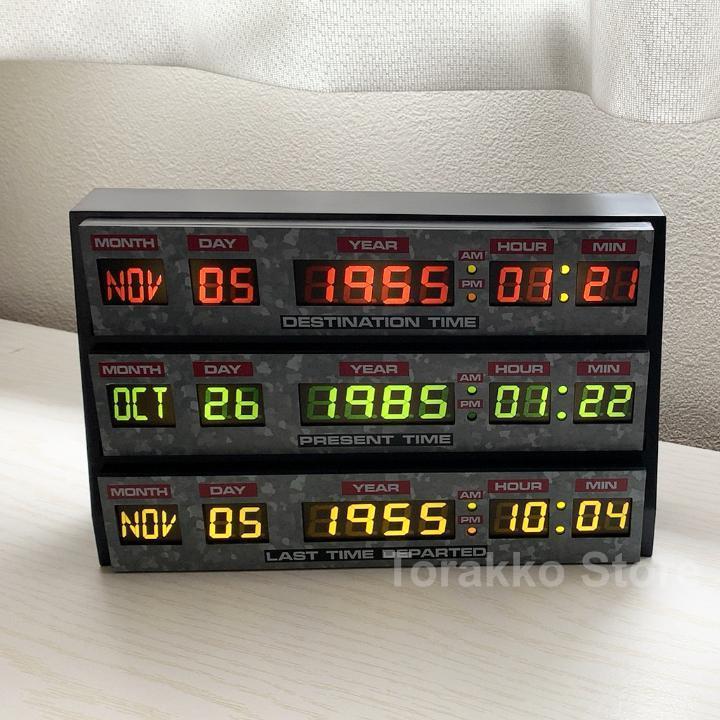 MONTH DAY YEAR AM HOUR MIN
NOV 05 1955 PM 01:21
DESTINATION TIME
MONTH DAY YEAR AM HOUR MIN
OCT 26 1985 PM 01:22
PRESENT TIME
MONTH DAY YEAR AM HOUR MIN
NOV 05 1955 PM 10:04
LAST TIME DEPARTED
Torakko Store